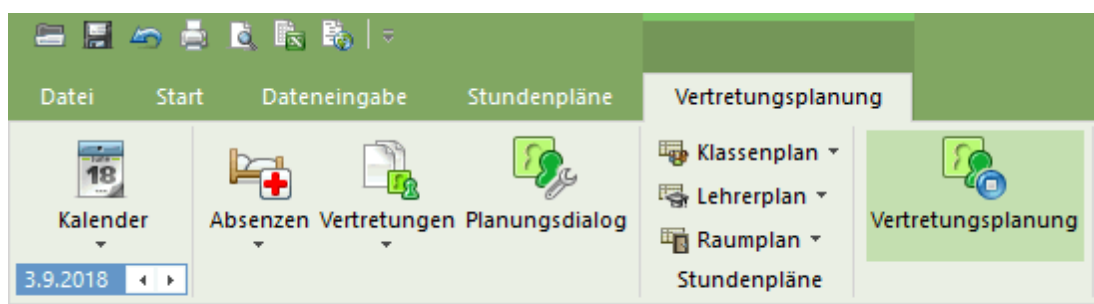 Datei Start Dateneingabe Stundenpläne Vertretungsplanung
18
Kalender
3.9.2018
Absenzen Vertretungen Planungsdialog
Klassenplan
Lehrerplan
Raumplan
Stundenpläne
Vertretungsplanung